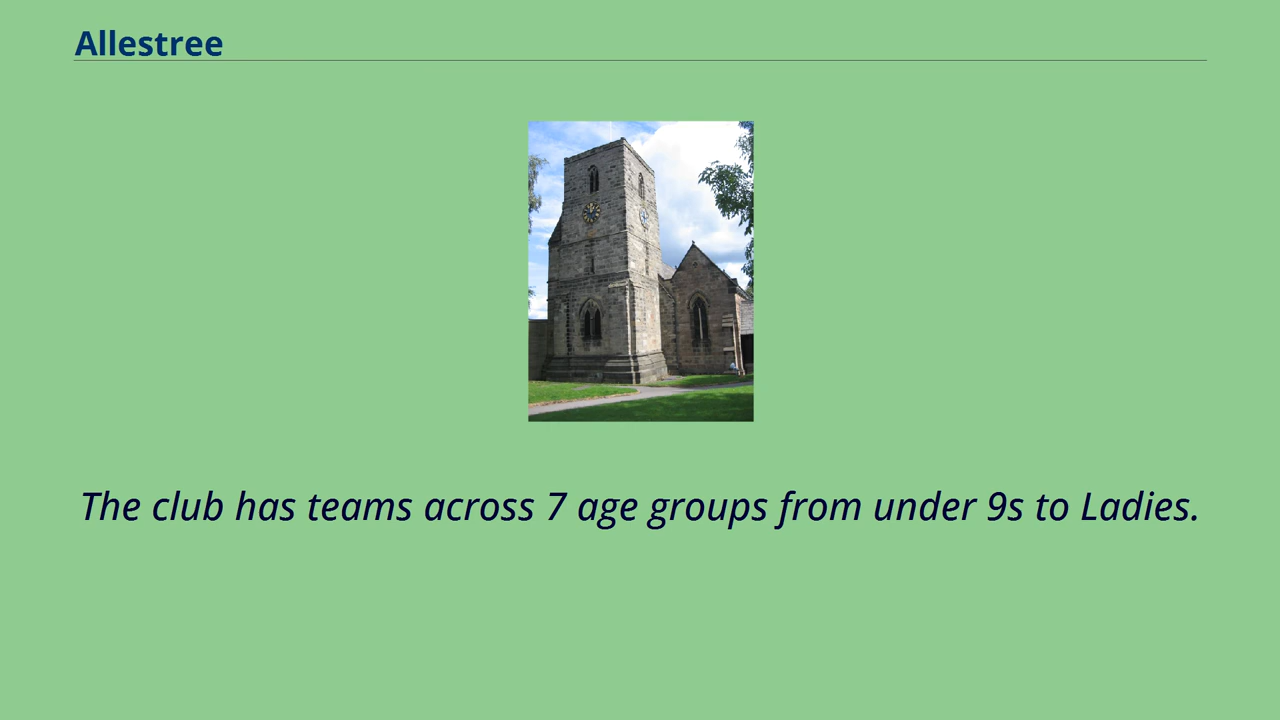 Allestree
The club has teams across 7 age groups from under 9s to Ladies.